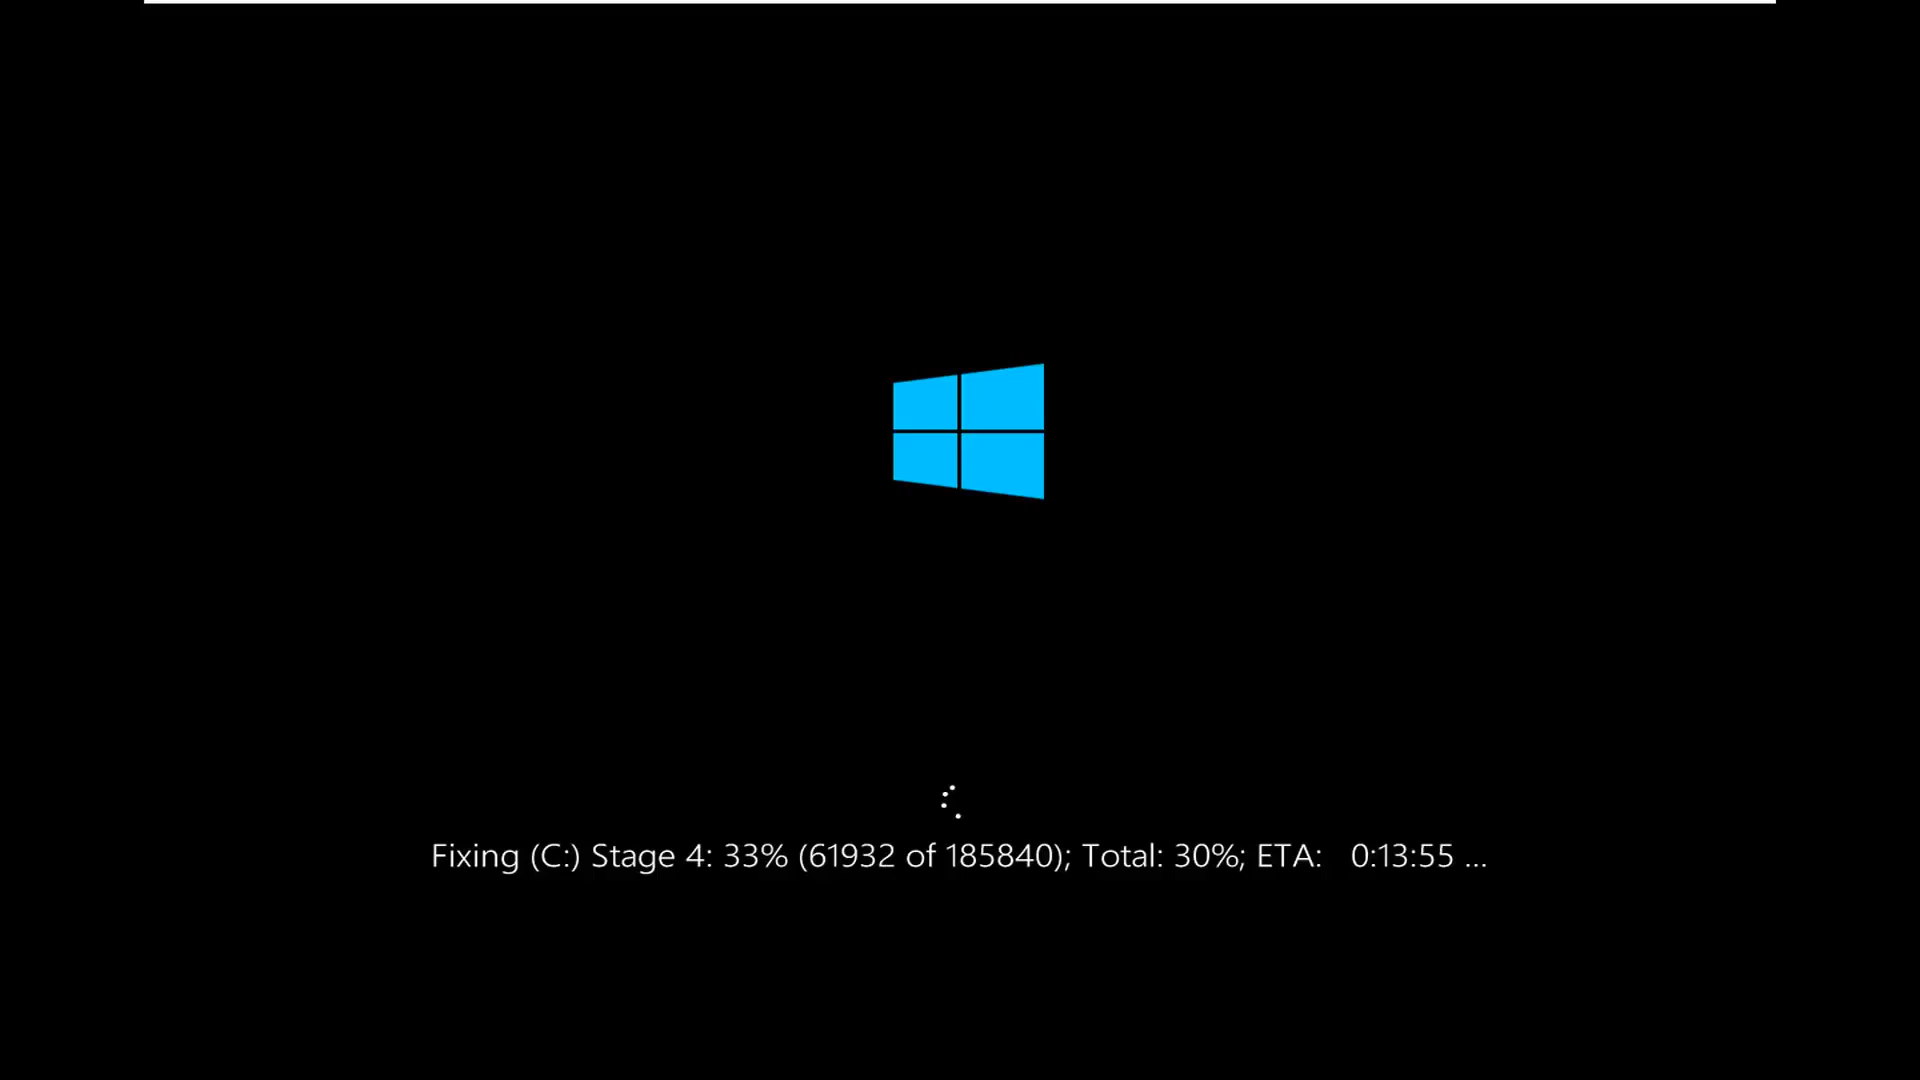 Fixing (C:) Stage 4: 33% (61932 of 185840); Total: 30%; ETA:   0:13:55 ...